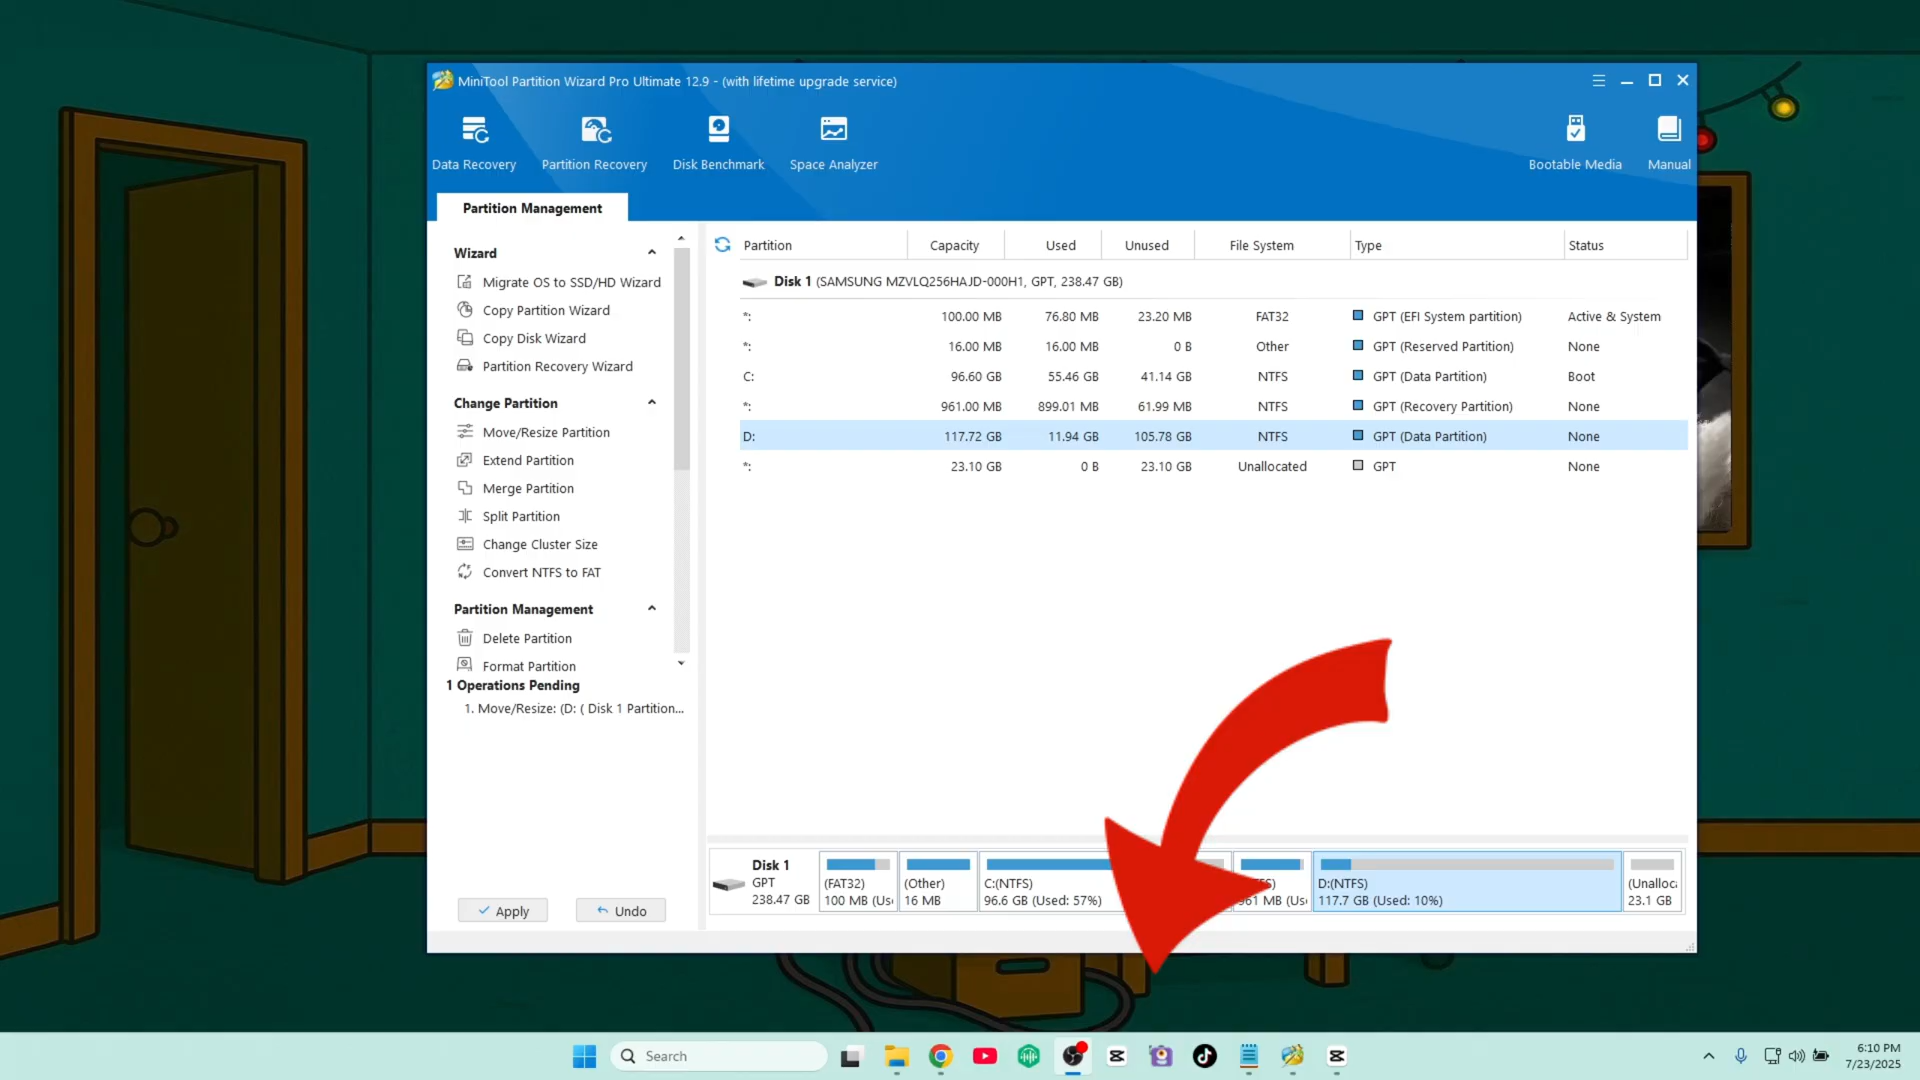 MiniTool Partition Wizard Pro Ultimate 12.9 - (with lifetime upgrade service)
Data Recovery
Partition Recovery
Disk Benchmark
Space Analyzer
Bootable Media
Manual
Partition Management
Wizard
Migrate OS to SSD/HD Wizard
Copy Partition Wizard
Copy Disk Wizard
Partition Recovery Wizard
Change Partition
Move/Resize Partition
Extend Partition
Merge Partition
Split Partition
Change Cluster Size
Convert NTFS to FAT
Partition Management
Delete Partition
Format Partition
1 Operations Pending
1. Move/Resize: (D: ( Disk 1 Partition...
Apply
Undo
Partition Capacity Used Unused File System Type Status
Disk 1 (SAMSUNG MZVLQ256HAJD-000H1, GPT, 238.47 GB)
*: 100.00 MB 76.80 MB 23.20 MB FAT32 GPT (EFI System partition) Active & System
*: 16.00 MB 16.00 MB 0 B Other GPT (Reserved Partition) None
C: 96.60 GB 55.46 GB 41.14 GB NTFS GPT (Data Partition) Boot
*: 961.00 MB 899.01 MB 61.99 MB NTFS GPT (Recovery Partition) None
D: 117.72 GB 11.94 GB 105.78 GB NTFS GPT (Data Partition) None
*: 23.10 GB 0 B 23.10 GB Unallocated GPT None
Disk 1
GPT
238.47 GB
(FAT32)
100 MB (Us
(Other)
16 MB
C:(NTFS)
96.6 GB (Used: 57%)
MB (Us
D:(NTFS)
117.7 GB (Used: 10%)
(Unalloc
23.1 GB
Search
6:10 PM
7/23/2025